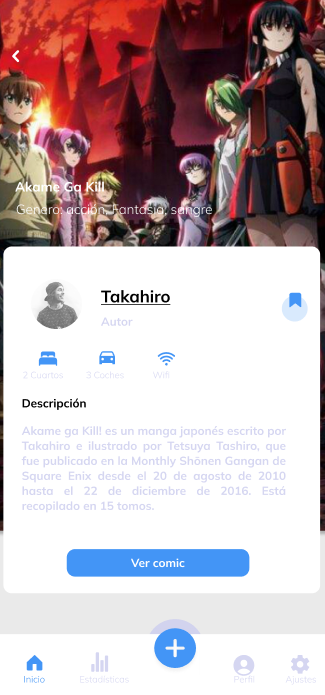 Akame Ga Kill
Genero: acción, Fantasía, sangre
Takahiro
Autor
2 Cuartos 3 Coches Wifi
Descripción
Akame ga Kill! es un manga japonés escrito por
Takahiro e ilustrado por Tetsuya Tashiro, que
fue publicado en la Monthly Shōnen Gangan de
Square Enix desde el 20 de agosto de 2010
hasta el 22 de diciembre de 2016. Está
recopilado en 15 tomos.
Ver comic
Inicio Estadísticas Perfil Ajustes